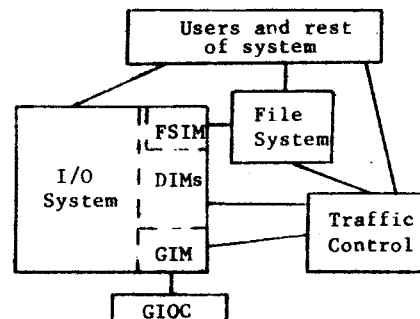 Users and rest
of system
FSIM
File
System
I/O
System
DIMs
Traffic
Control
GIM
GIOC